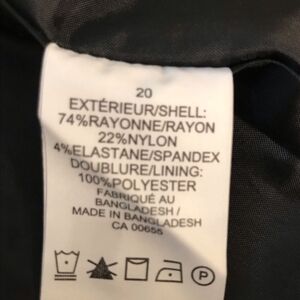 20
EXTÉRIEUR/SHELL:
74%RAYONNE/RAYON
22%NYLON
4%ELASTANE/SPANDEX
DOUBLURE/LINING:
100%POLYESTER
FABRIQUÉ AU
BANGLADESH /
MADE IN BANGLADESH
CA 00655
P